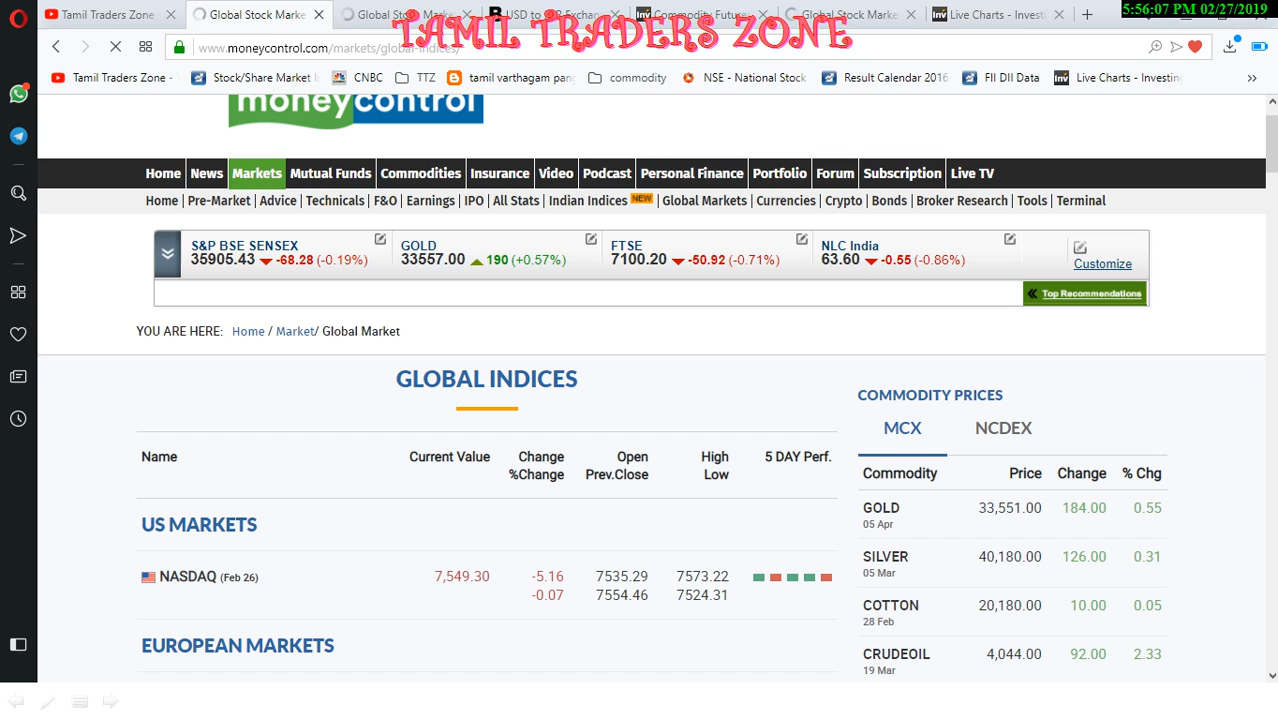 5:56:07 PM 02/27/2019
Tamil Traders Zone
Global Stock Marke
Global Stock Marke
USD to Exchan
Commodity Future
Global Stock Marke
Live Charts - Investi
TAMIL TRADERS ZONE
www.moneycontrol.com/markets/global-indices/
Tamil Traders Zone -
Stock/Share Market I
CNBC
TTZ
tamil varthagam pang
commodity
NSE - National Stock
Result Calendar 2016
FII DII Data
Live Charts - Investing
moneycontrol
Home News Markets Mutual Funds Commodities Insurance Video Podcast Personal Finance Portfolio Forum Subscription Live TV
Home | Pre-Market | Advice | Technicals | F&O | Earnings | IPO | All Stats | Indian Indices NEW | Global Markets | Currencies | Crypto | Bonds | Broker Research | Tools | Terminal
S&P BSE SENSEX
35905.43 -68.28 (-0.19%)
GOLD
33557.00 190 (+0.57%)
FTSE
7100.20 -50.92 (-0.71%)
NLC India
63.60 -0.55 (-0.86%)
Customize
Top Recommendations
YOU ARE HERE: Home / Market/ Global Market
GLOBAL INDICES
Name Current Value Change Open High 5 DAY Perf.
%Change Prev.Close Low
US MARKETS
NASDAQ (Feb 26) 7,549.30 -5.16 7535.29 7573.22
-0.07 7554.46 7524.31
EUROPEAN MARKETS
COMMODITY PRICES
MCX NCDEX
Commodity Price Change % Chg
GOLD 33,551.00 184.00 0.55
05 Apr
SILVER 40,180.00 126.00 0.31
05 Mar
COTTON 20,180.00 10.00 0.05
28 Feb
CRUDEOIL 4,044.00 92.00 2.33
19 Mar